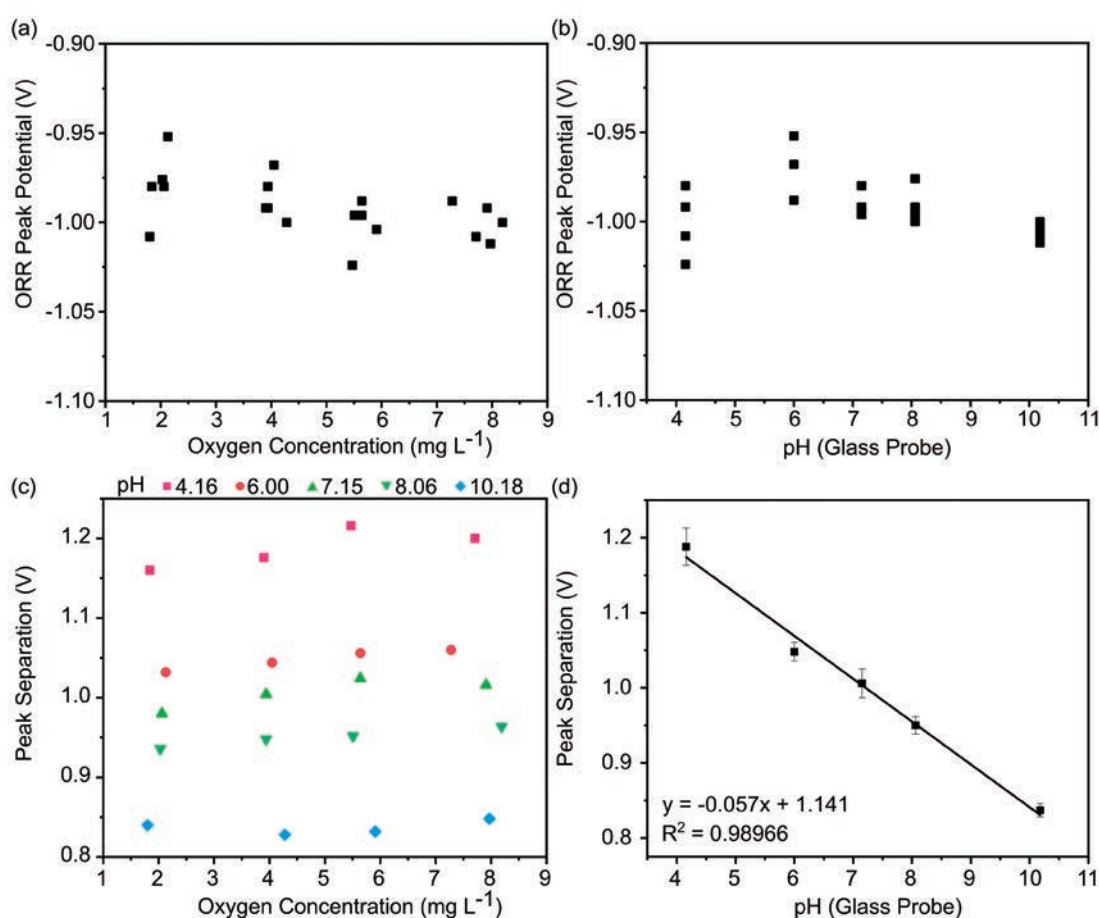 (a)
-0.90
-0.95
-1.00
-1.05
-1.10
ORR Peak Potential (V)
1 2 3 4 5 6 7 8 9
Oxygen Concentration (mg L-1)
(b)
-0.90
-0.95
-1.00
-1.05
-1.10
ORR Peak Potential (V)
4 5 6 7 8 9 10 11
pH (Glass Probe)
(c)
pH 4.16 6.00 7.15 8.06 10.18
1.2
1.1
1.0
0.9
0.8
Peak Separation (V)
1 2 3 4 5 6 7 8 9
Oxygen Concentration (mg L-1)
(d)
1.2
1.1
1.0
0.9
0.8
Peak Separation (V)
y = -0.057x + 1.141
R2 = 0.98966
4 5 6 7 8 9 10 11
pH (Glass Probe)